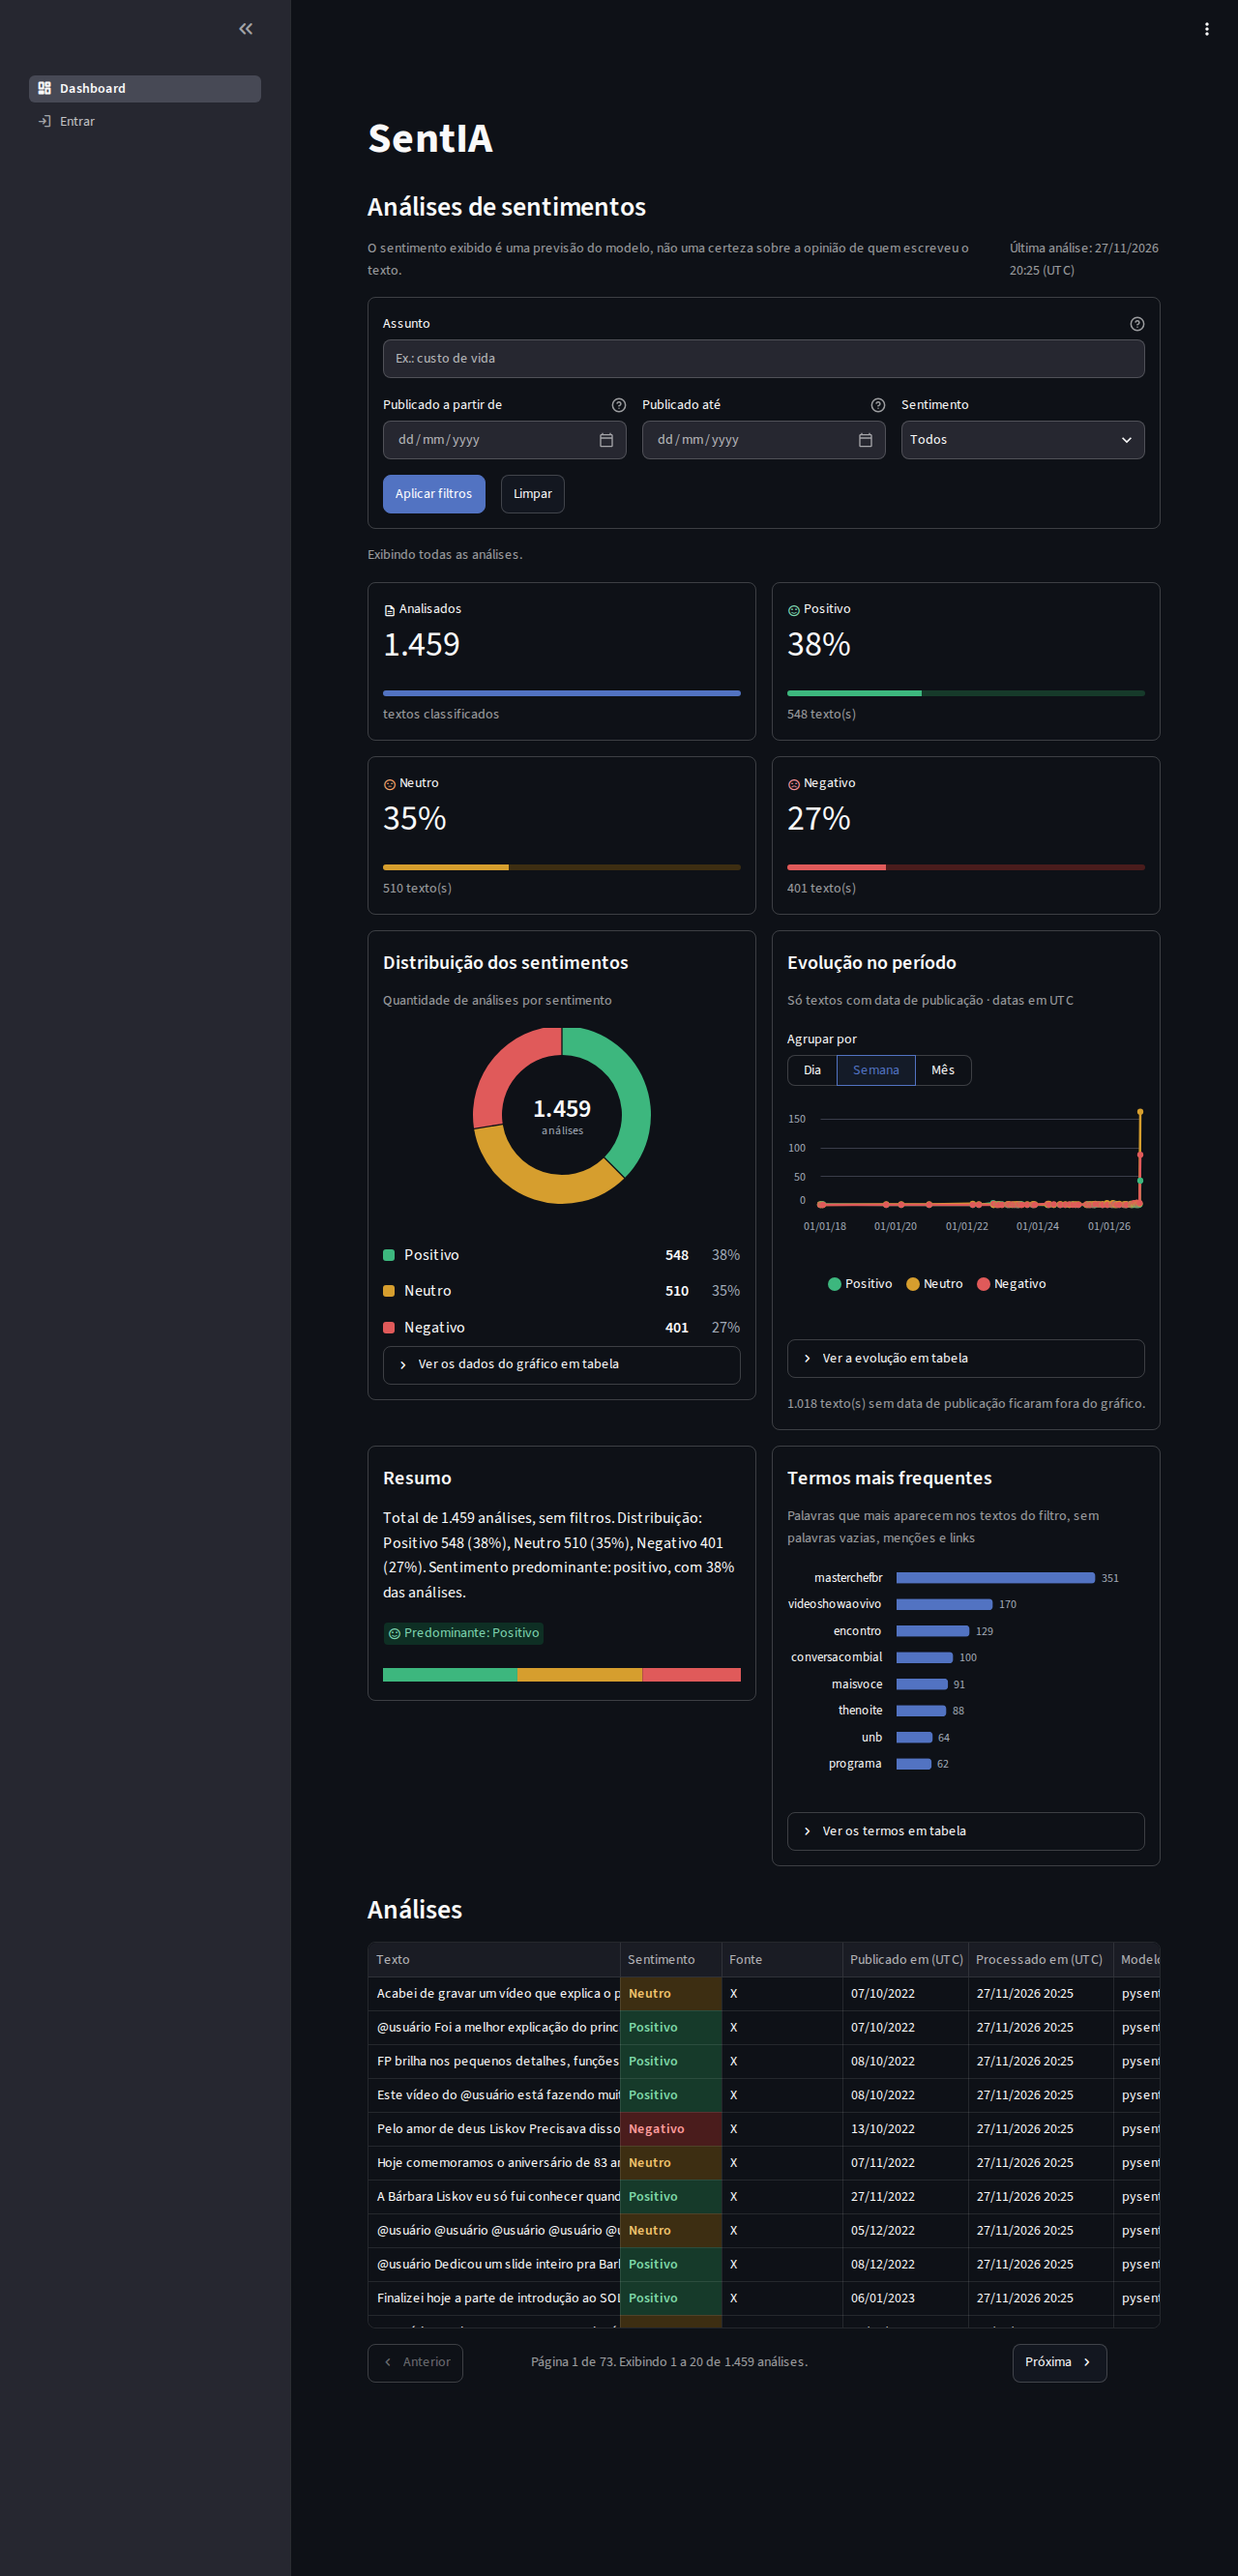 Dashboard
Entrar
SentIA
Análises de sentimentos
O sentimento exibido é uma previsão do modelo, não uma certeza sobre a opinião de quem escreveu o
texto.
Última análise: 27/11/2026
20:25 (UTC)
Assunto
Ex.: custo de vida
Publicado a partir de
Publicado até
Sentimento
dd / mm / yyyy
dd / mm / yyyy
Todos
Aplicar filtros
Limpar
Exibindo todas as análises.
Analisados
1.459
textos classificados
Positivo
38%
548 texto(s)
Neutro
35%
510 texto(s)
Negativo
27%
401 texto(s)
Distribuição dos sentimentos
Quantidade de análises por sentimento
1.459
análises
Positivo 548 38%
Neutro 510 35%
Negativo 401 27%
Ver os dados do gráfico em tabela
Evolução no período
Só textos com data de publicação · datas em UTC
Agrupar por
Dia Semana Mês
150
100
50
0
01/01/18 01/01/20 01/01/22 01/01/24 01/01/26
Positivo Neutro Negativo
Ver a evolução em tabela
1.018 texto(s) sem data de publicação ficaram fora do gráfico.
Resumo
Total de 1.459 análises, sem filtros. Distribuição:
Positivo 548 (38%), Neutro 510 (35%), Negativo 401
(27%). Sentimento predominante: positivo, com 38%
das análises.
Predominante: Positivo
Termos mais frequentes
Palavras que mais aparecem nos textos do filtro, sem
palavras vazias, menções e links
masterchefbr 351
videoshowaovivo 170
encontro 129
conversacombial 100
maisvoce 91
thenoite 88
unb 64
programa 62
Ver os termos em tabela
Análises
Texto Sentimento Fonte Publicado em (UTC) Processado em (UTC) Modelo
Acabei de gravar um vídeo que explica o p Neutro X 07/10/2022 27/11/2026 20:25 pysent
@usuário Foi a melhor explicação do princ Positivo X 07/10/2022 27/11/2026 20:25 pysent
FP brilha nos pequenos detalhes, funções Positivo X 08/10/2022 27/11/2026 20:25 pysent
Este vídeo do @usuário está fazendo muit Positivo X 08/10/2022 27/11/2026 20:25 pysent
Pelo amor de deus Liskov Precisava disso Negativo X 13/10/2022 27/11/2026 20:25 pysent
Hoje comemoramos o aniversário de 83 a Neutro X 07/11/2022 27/11/2026 20:25 pysent
A Bárbara Liskov eu só fui conhecer quand Positivo X 27/11/2022 27/11/2026 20:25 pysent
@usuário @usuário @usuário @usuário @u Neutro X 05/12/2022 27/11/2026 20:25 pysent
@usuário Dedicou um slide inteiro pra Bar Positivo X 08/12/2022 27/11/2026 20:25 pysent
Finalizei hoje a parte de introdução ao SOL Positivo X 06/01/2023 27/11/2026 20:25 pysent
Anterior
Página 1 de 73. Exibindo 1 a 20 de 1.459 análises.
Próxima